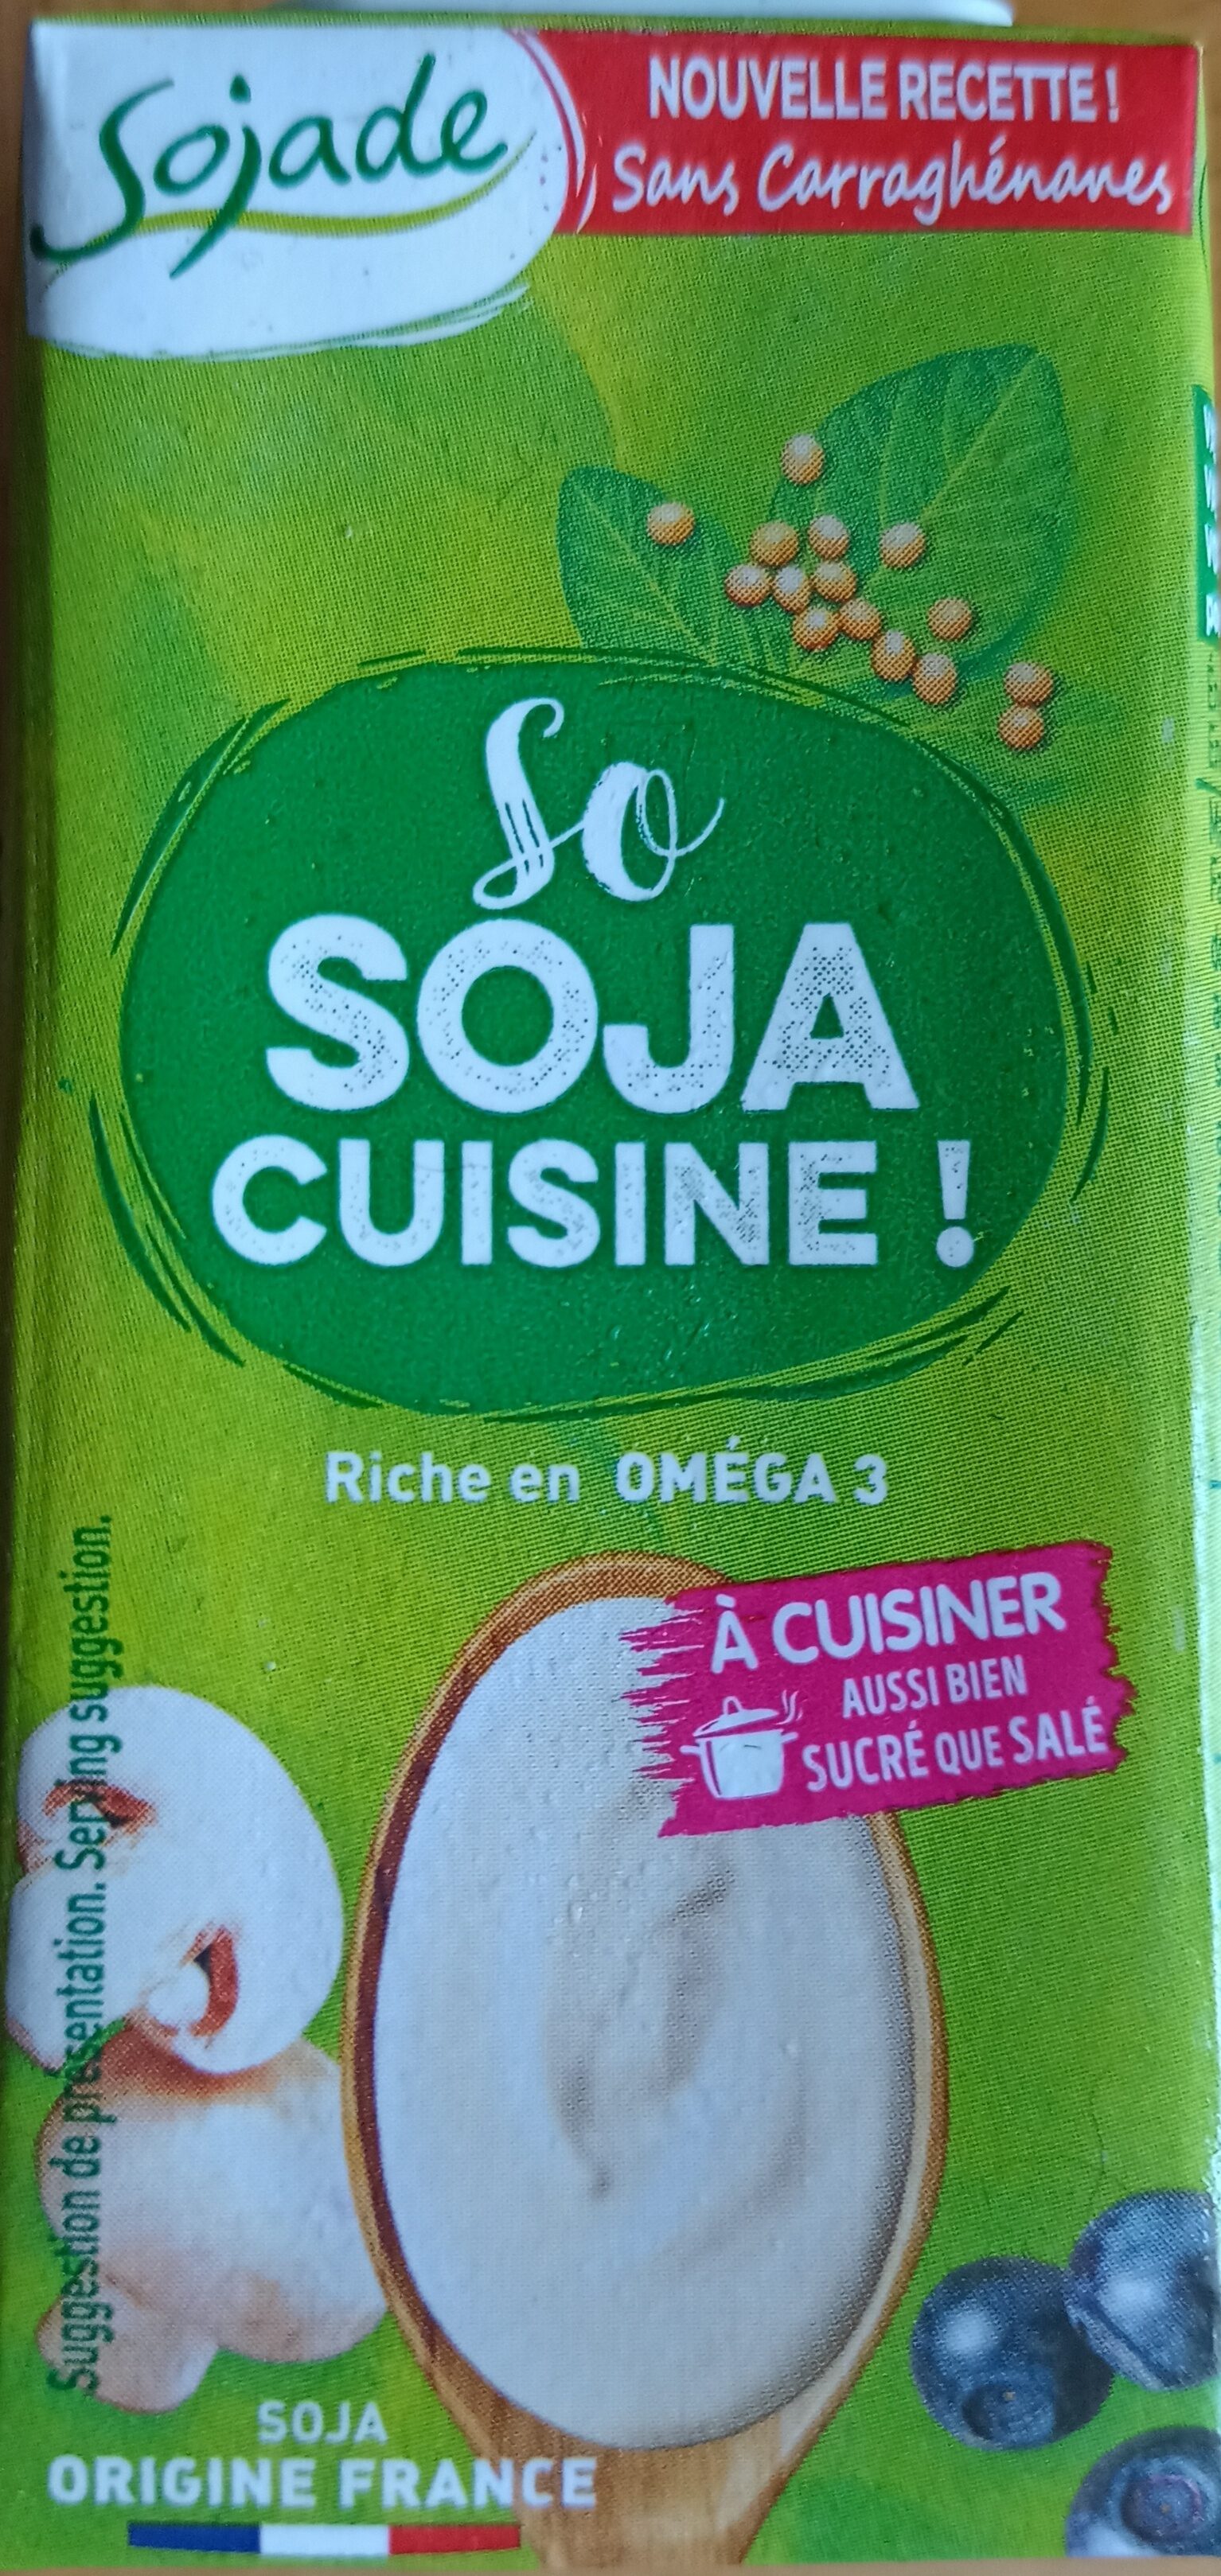 Sojade
NOUVELLE RECETTE !
Sans Carraghénanes
So
SOJA
CUISINE !
Riche en OMÉGA 3
À CUISINER
AUSSI BIEN
SUCRÉ QUE SALÉ
Suggestion de présentation. Serving suggestion.
SOJA
ORIGINE FRANCE